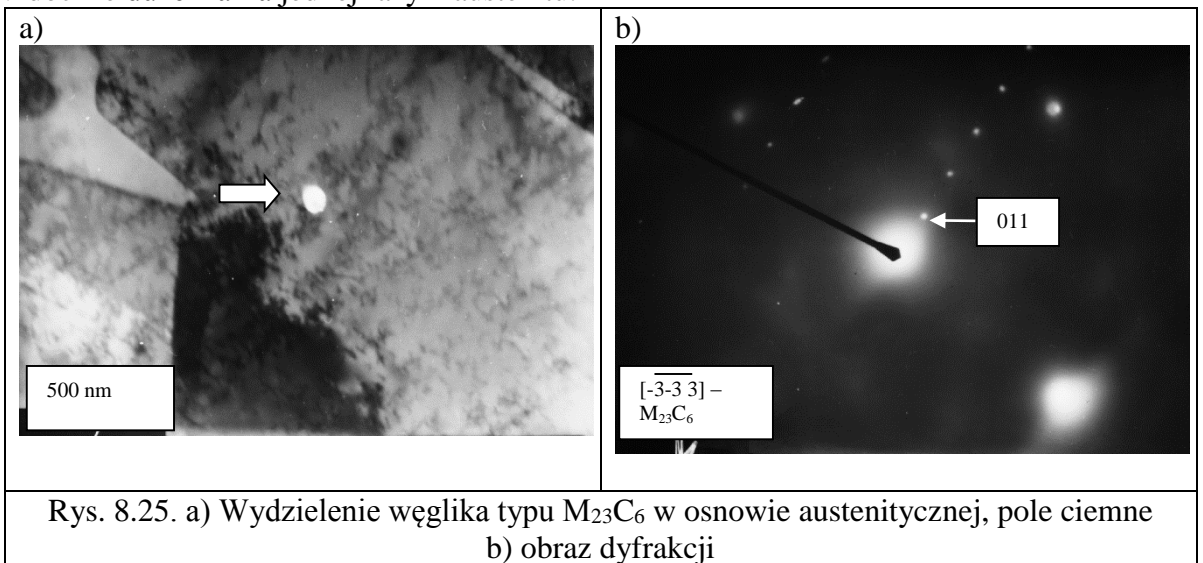 a)
500 nm
b)
011
[-3-3 3] –
M23C6
Rys. 8.25. a) Wydzielenie węglika typu M23C6 w osnowie austenitycznej, pole ciemne
b) obraz dyfrakcji